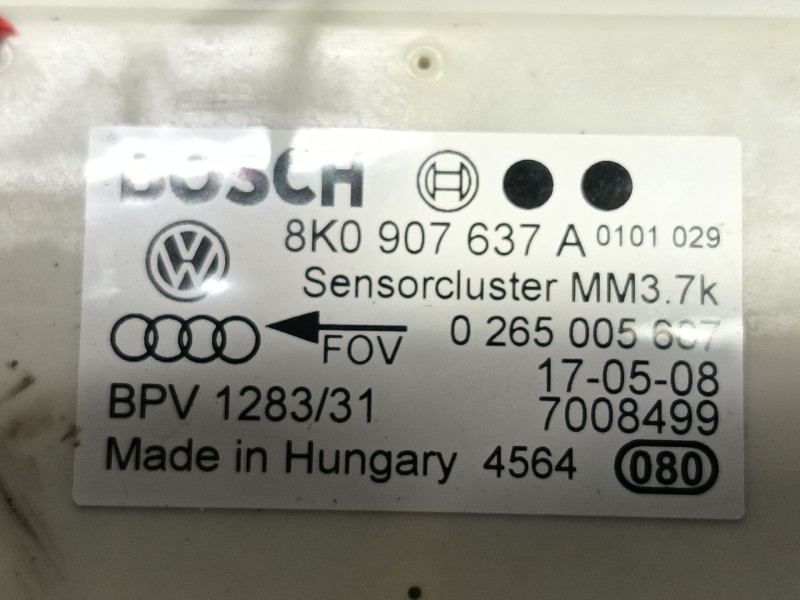 BOSCH
8K0 907 637 A 0101 029
Sensorcluster MM3.7k
0 265 005
FOV
17-05-08
BPV 1283/31
7008499
Made in Hungary 4564 080